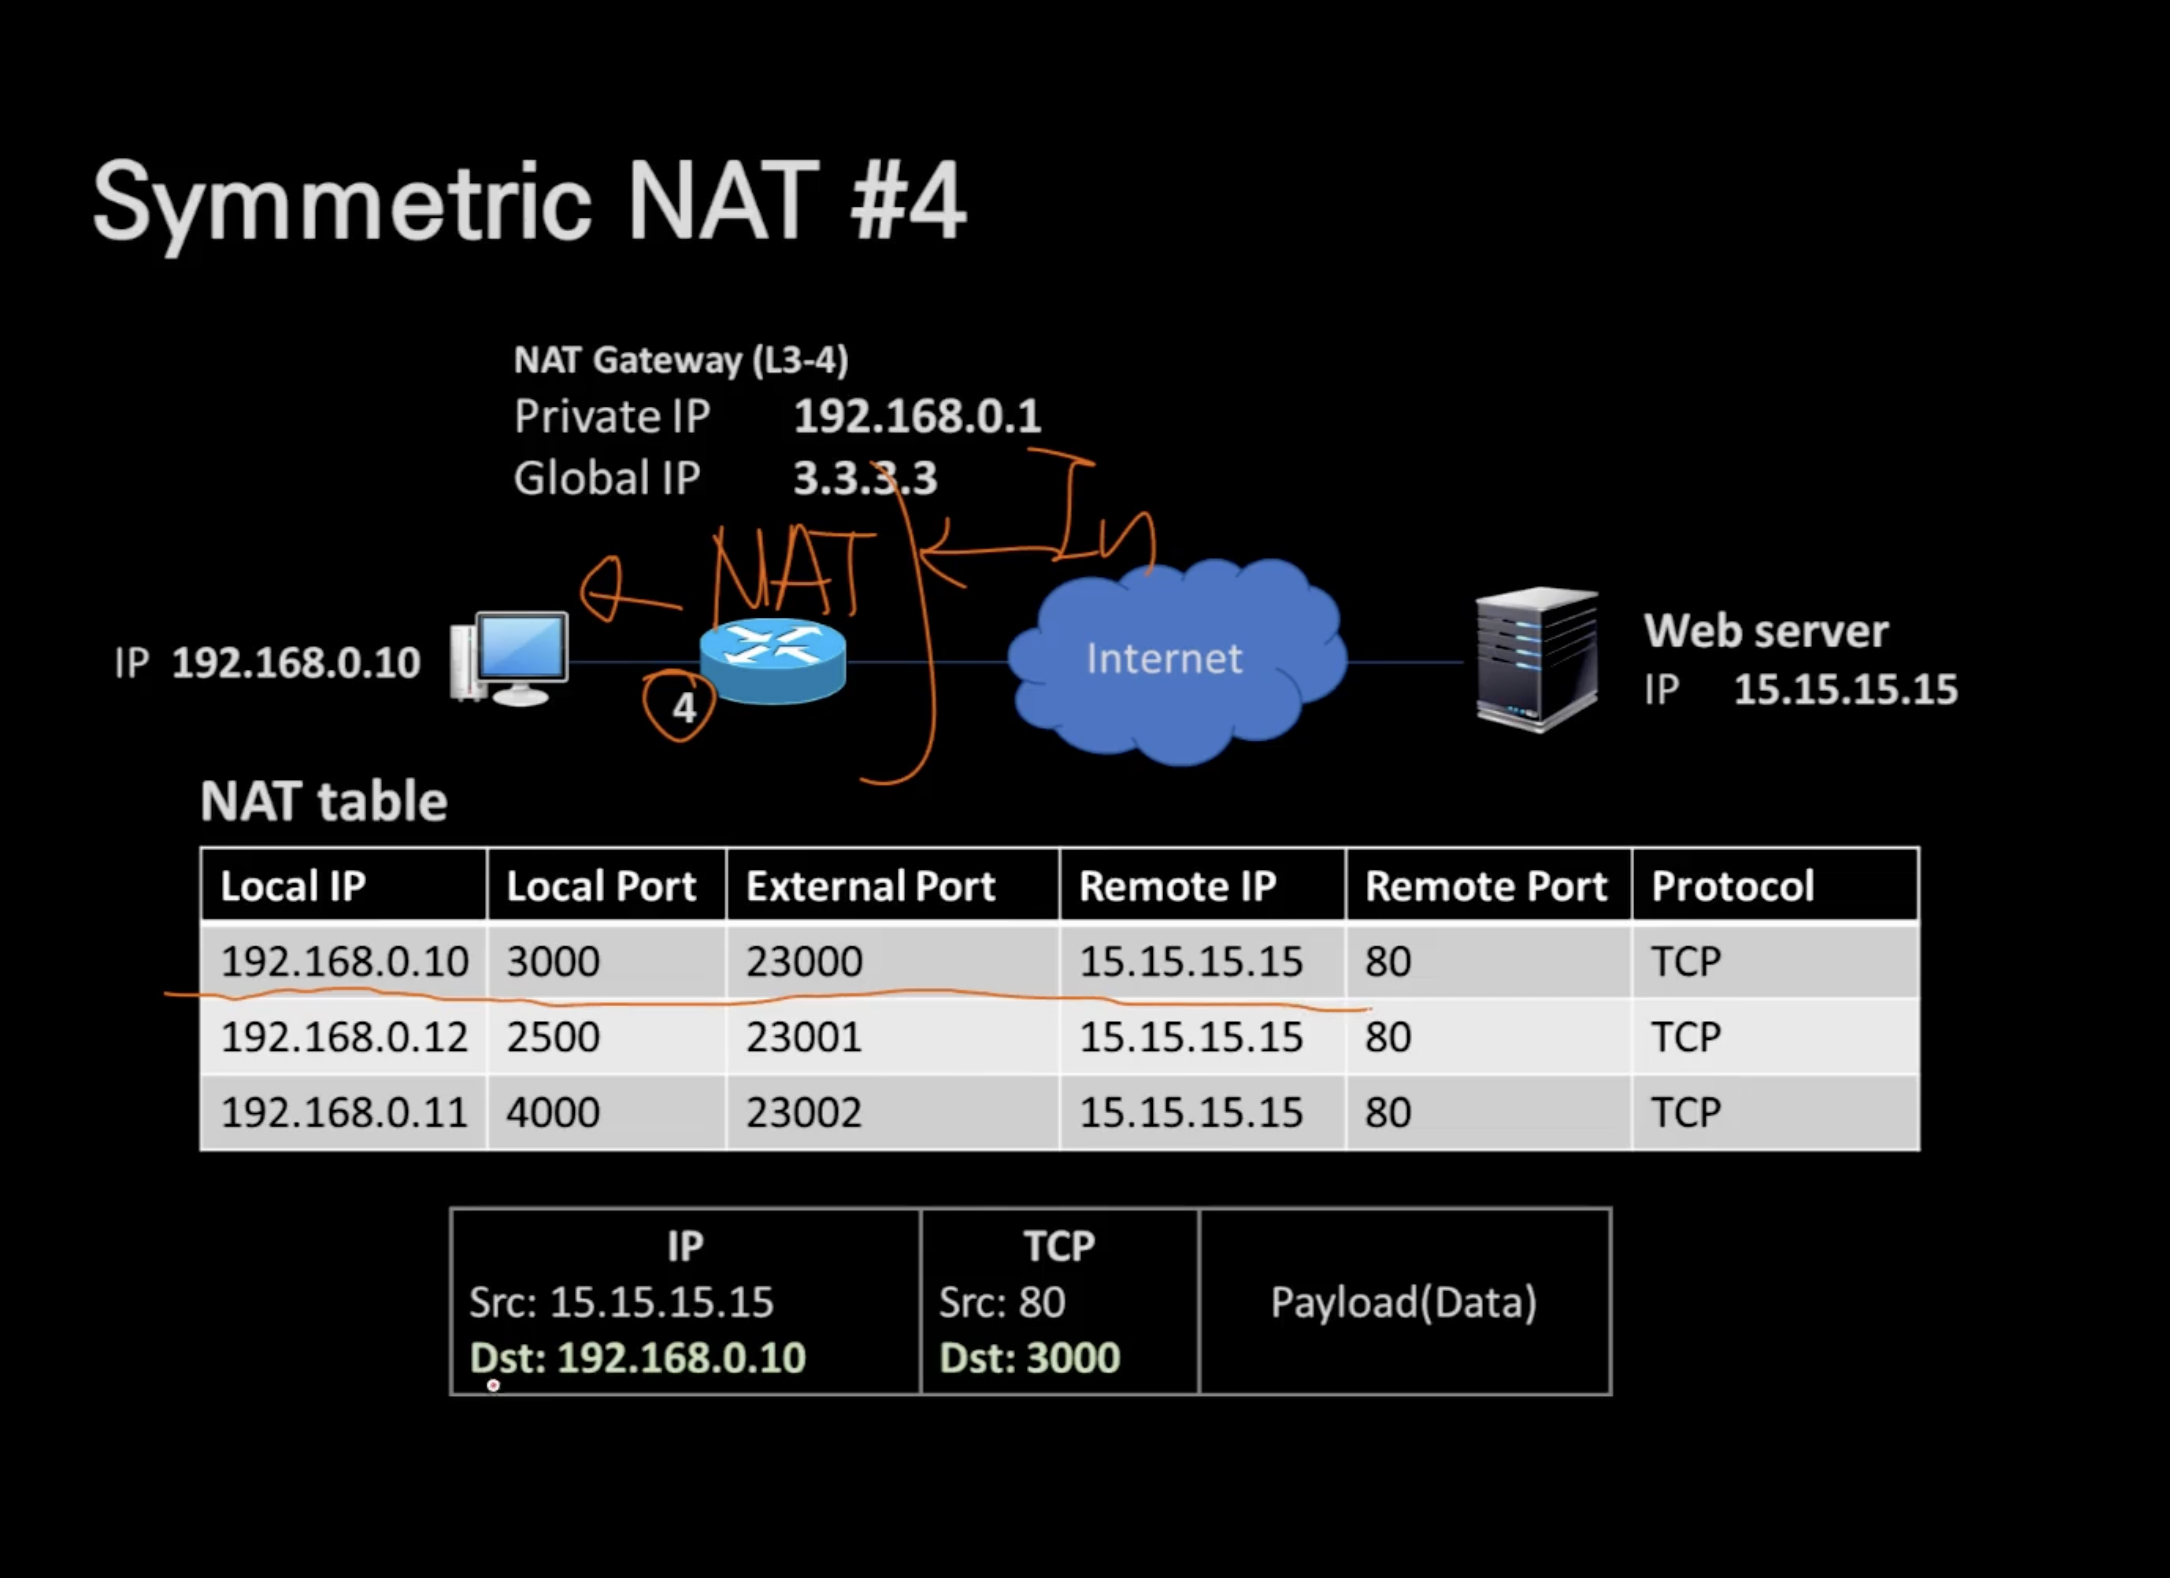 Symmetric NAT #4
NAT Gateway (L3-4)
Private IP 192.168.0.1
Global IP 3.3.3.3
In
NAT
IP 192.168.0.10
4
Internet
Web server
IP 15.15.15.15
NAT table
Local IP Local Port External Port Remote IP Remote Port Protocol
192.168.0.10 3000 23000 15.15.15.15 80 TCP
192.168.0.12 2500 23001 15.15.15.15 80 TCP
192.168.0.11 4000 23002 15.15.15.15 80 TCP
IP TCP
Src: 15.15.15.15 Src: 80 Payload(Data)
Dst: 192.168.0.10 Dst: 3000